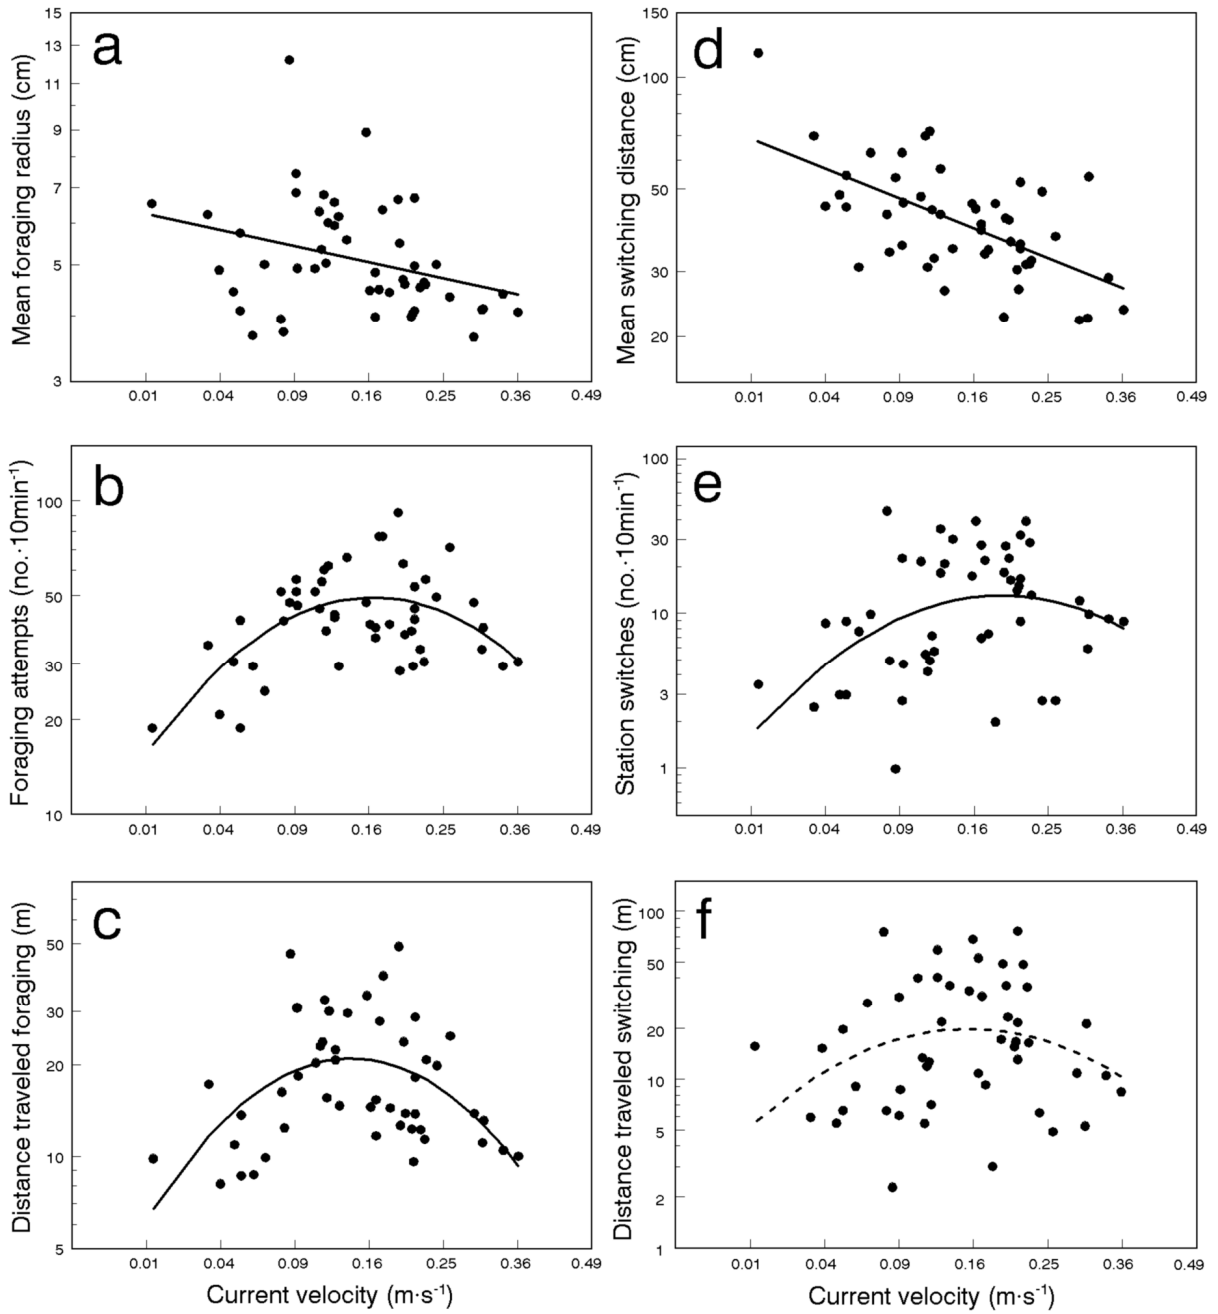 a
Mean foraging radius (cm)
15
13
11
9
7
5
3
0.01 0.04 0.09 0.16 0.25 0.36 0.49
d
Mean switching distance (cm)
150
100
50
30
20
0.01 0.04 0.09 0.16 0.25 0.36 0.49
b
Foraging attempts (no.·10min⁻¹)
100
50
30
20
10
0.01 0.04 0.09 0.16 0.25 0.36 0.49
e
Station switches (no.·10min⁻¹)
100
30
10
3
1
0.01 0.04 0.09 0.16 0.25 0.36 0.49
c
Distance traveled foraging (m)
50
30
20
10
5
0.01 0.04 0.09 0.16 0.25 0.36 0.49
Current velocity (m·s⁻¹)
f
Distance traveled switching (m)
100
50
20
10
5
2
1
0.01 0.04 0.09 0.16 0.25 0.36 0.49
Current velocity (m·s⁻¹)